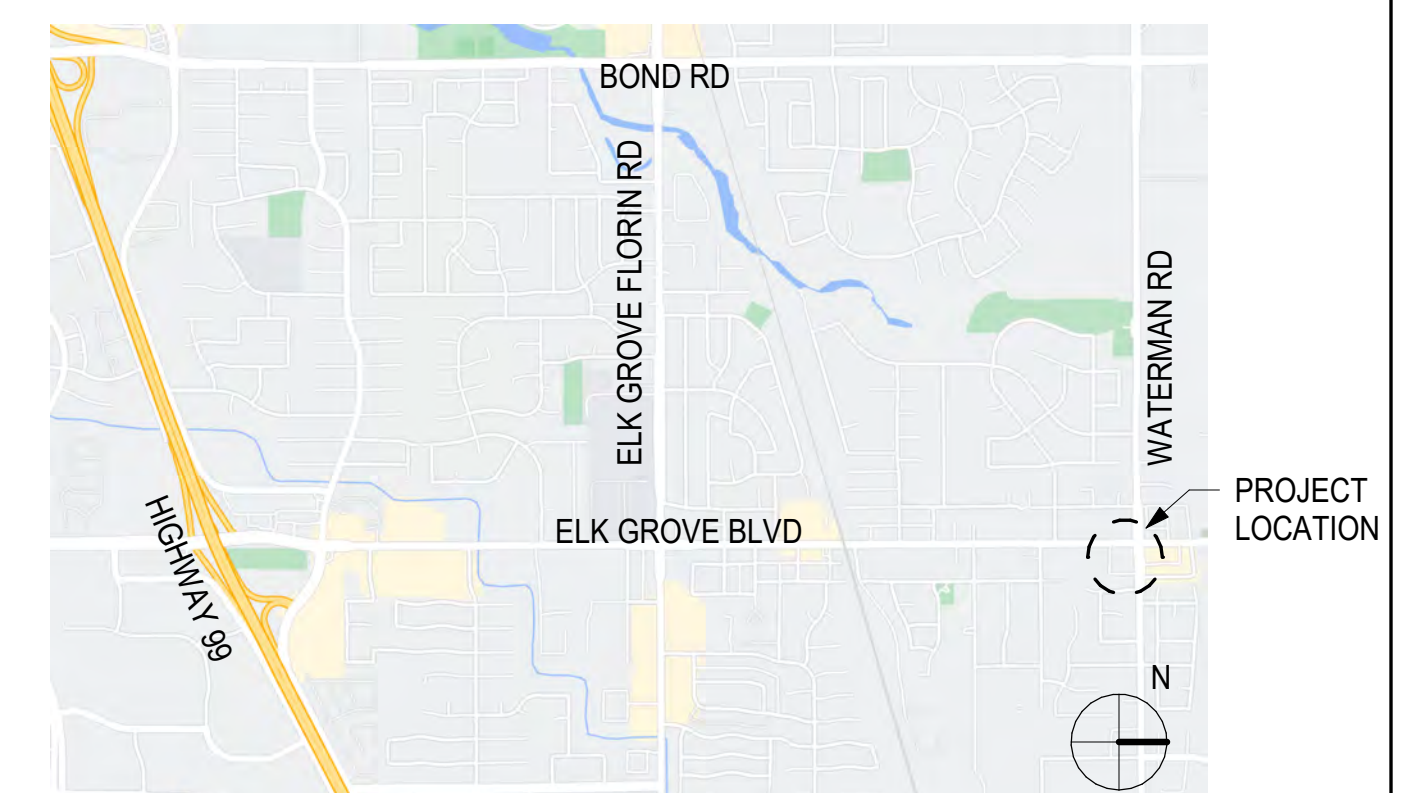 BOND RD
ELK GROVE FLORIN RD
WATERMAN RD
PROJECT
LOCATION
ELK GROVE BLVD
HIGHWAY 99
N